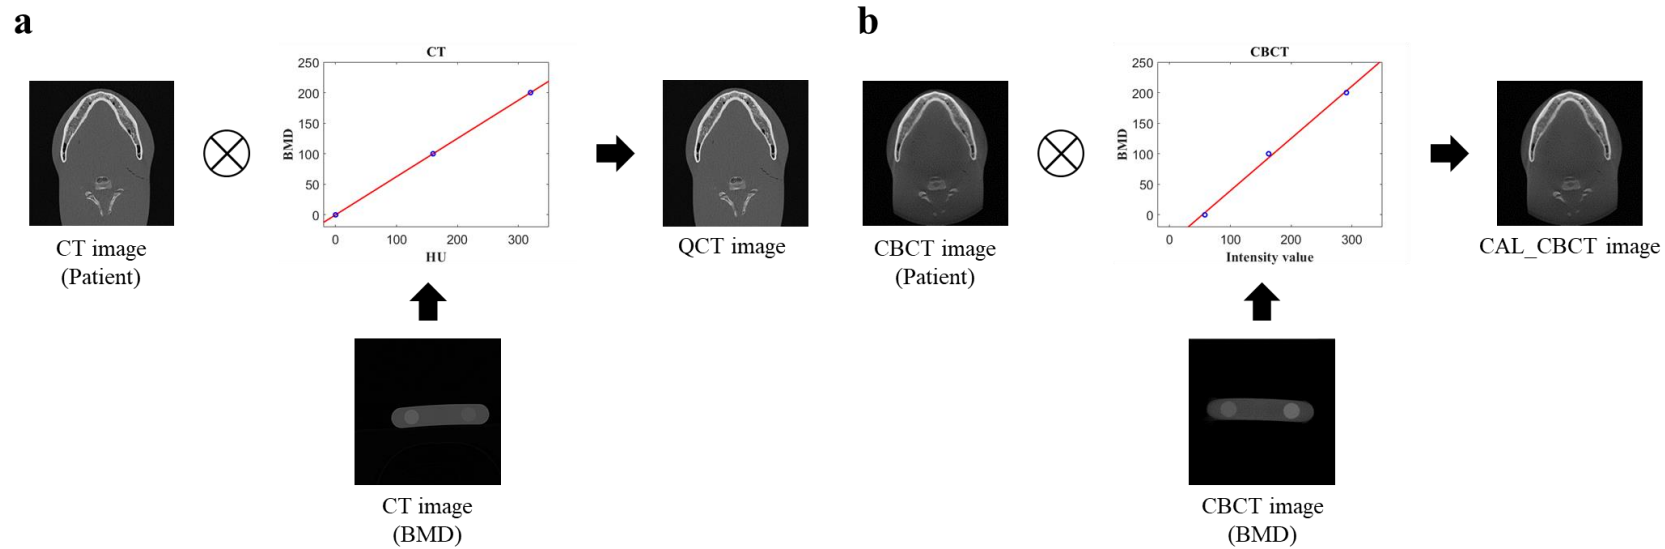 a
CT
250
200
150
100
50
0
BMD
0 100 200 300
HU
CT image
(Patient)
QCT image
CT image
(BMD)
b
CBCT
250
200
150
100
50
0
BMD
0 100 200 300
Intensity value
CBCT image
(Patient)
CAL_CBCT image
CBCT image
(BMD)